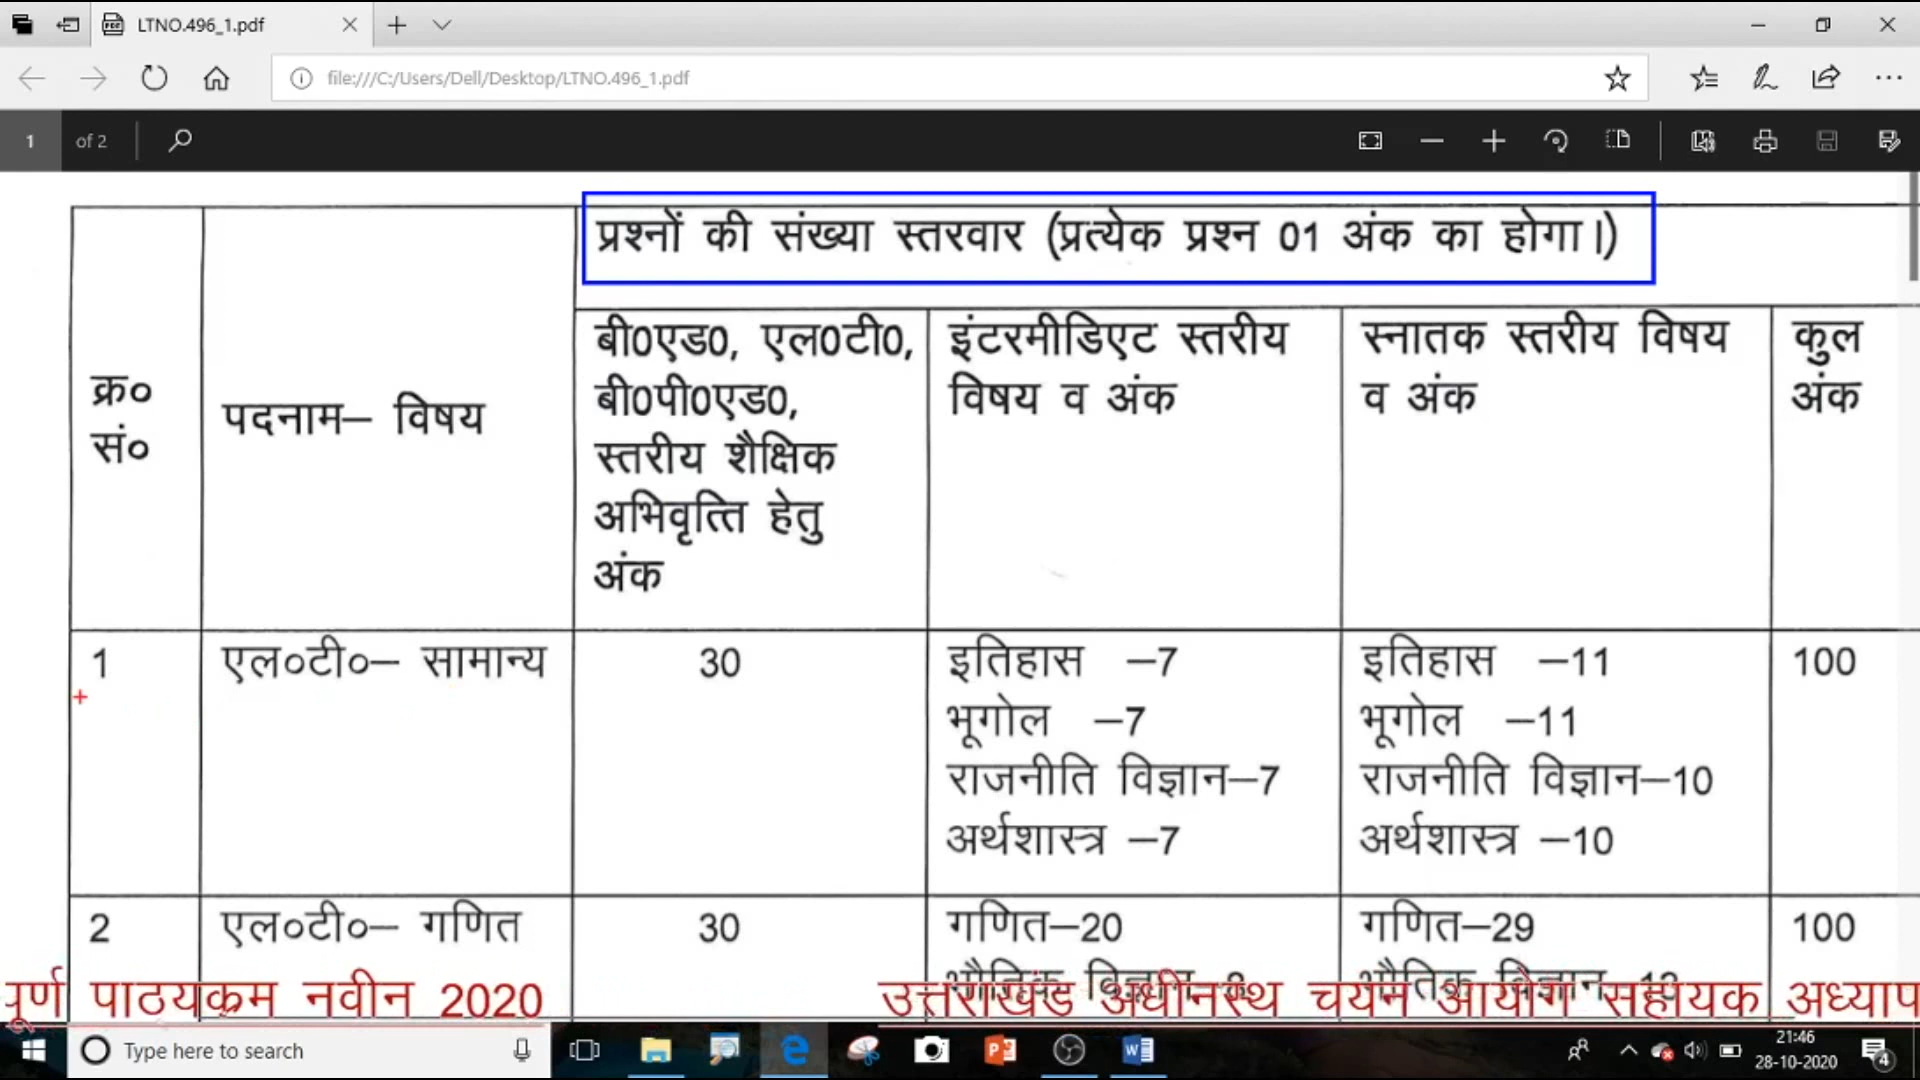 LTNO.496_1.pdf
file:///C:/Users/Dell/Desktop/LTNO.496_1.pdf
1 of 2
प्रश्नों की संख्या स्तरवार (प्रत्येक प्रश्न 01 अंक का होगा।)
क्र०
सं०
पदनाम– विषय
बी0एड0, एल0टी0,
बी0पी0एड0,
स्तरीय शैक्षिक
अभिवृत्ति हेतु
अंक
इंटरमीडिएट स्तरीय
विषय व अंक
स्नातक स्तरीय विषय
व अंक
कुल
अंक
1
एल०टी०– सामान्य
30
इतिहास –7
भूगोल –7
राजनीति विज्ञान–7
अर्थशास्त्र –7
इतिहास –11
भूगोल –11
राजनीति विज्ञान–10
अर्थशास्त्र –10
100
2
एल०टी०– गणित
30
गणित–20
भौतिक विज्ञान
गणित–29
भौतिक विज्ञान
100
पूर्ण पाठयक्रम नवीन 2020
उत्तराखंड अधीनस्थ चयन आयोग सहायक अध्याप
Type here to search
21:46
28-10-2020
4